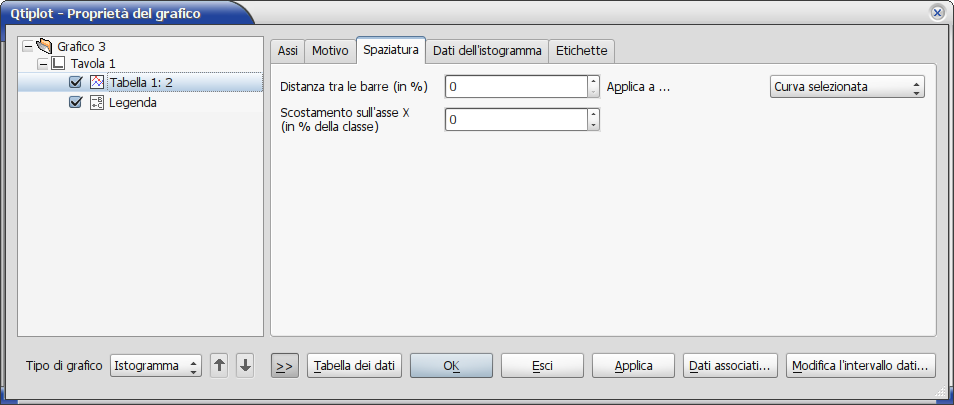 Qtiplot - Proprietà del grafico
Grafico 3
Tavola 1
Tabella 1: 2
Legenda
Assi Motivo Spaziatura Dati dell'istogramma Etichette
Distanza tra le barre (in %) 0 Applica a ... Curva selezionata
Scostamento sull'asse X
(in % della classe) 0
Tipo di grafico Istogramma >> Tabella dei dati OK Esci Applica Dati associati... Modifica l'intervallo dati...